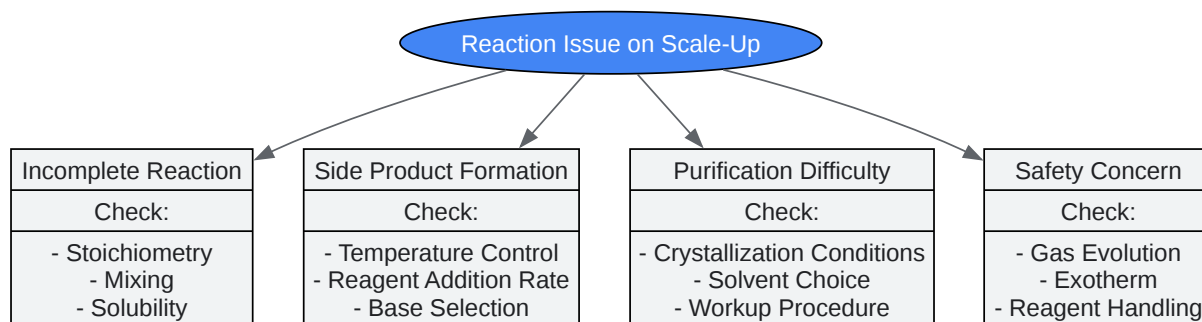 Reaction Issue on Scale-Up
Incomplete Reaction
Check:
- Stoichiometry
- Mixing
- Solubility
Side Product Formation
Check:
- Temperature Control
- Reagent Addition Rate
- Base Selection
Purification Difficulty
Check:
- Crystallization Conditions
- Solvent Choice
- Workup Procedure
Safety Concern
Check:
- Gas Evolution
- Exotherm
- Reagent Handling